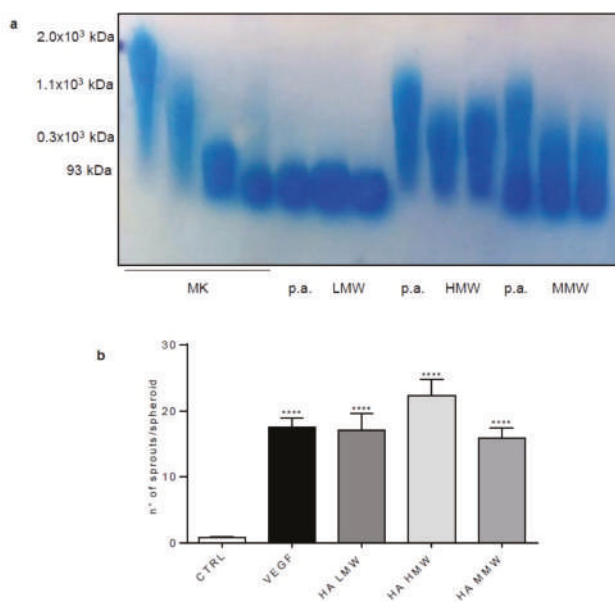 a
2.0x10³ kDa
1.1x10³ kDa
0.3x10³ kDa
93 kDa
MK p.a. LMW p.a. HMW p.a. MMW
b
n° of sprouts/spheroid
30
20
10
0
**** **** **** ****
CTRL VEGF HA LMW HA HMW HA MMW